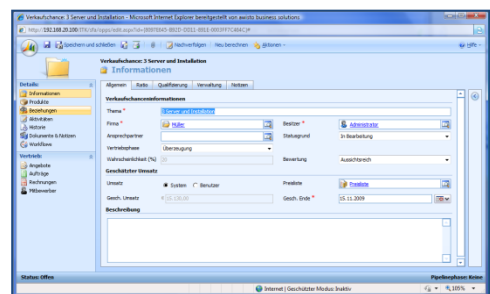 Verkaufschance: 3 Server und Installation - Microsoft Internet Explorer bereitgestellt von awisto business solutions
Speichern und schließen
Nachverfolgen
Neu berechnen
Aktionen
Hilfe
Verkaufschance: 3 Server und Installation
Informationen
Details:
Informationen
Produkte
Beziehungen
Aktivitäten
Historie
Dokumente & Notizen
Workflows
Vertrieb:
Angebote
Aufträge
Rechnungen
Mitbewerber
Allgemein Ratio Qualifizierung Verwaltung Notizen
Verkaufschanceninformationen
Thema * 3 Server und Installation
Firma * Müller Besitzer * Administrator
Ansprechpartner Statusgrund In Bearbeitung
Vertriebsphase Überzeugung
Wahrscheinlichkeit (%) Bewertung Aussichtsreich
Geschätzter Umsatz
Umsatz System Benutzer Preisliste Preisliste
Gesch. Umsatz Gesch. Ende * 15.11.2009
Beschreibung
Status: Offen Pipelinephase: Keine
Internet | Geschützter Modus: Inaktiv 105%